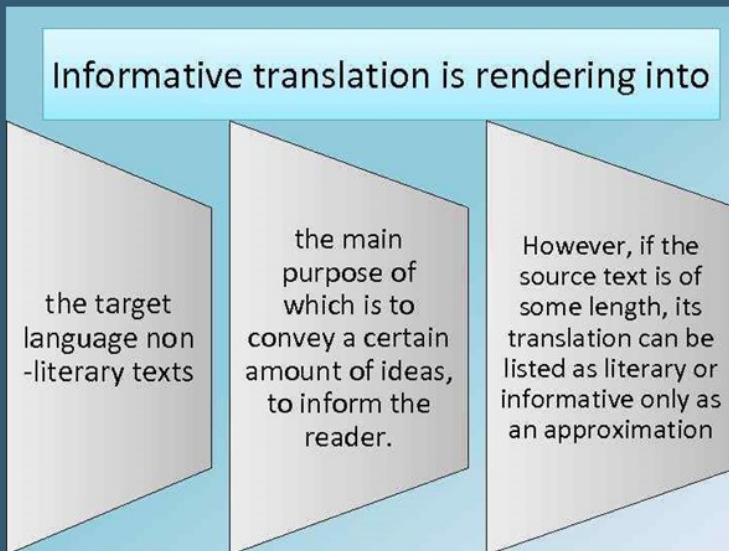 Informative translation is rendering into
the target
language non
-literary texts
the main
purpose of
which is to
convey a certain
amount of ideas,
to inform the
reader.
However, if the
source text is of
some length, its
translation can be
listed as literary or
informative only as
an approximation